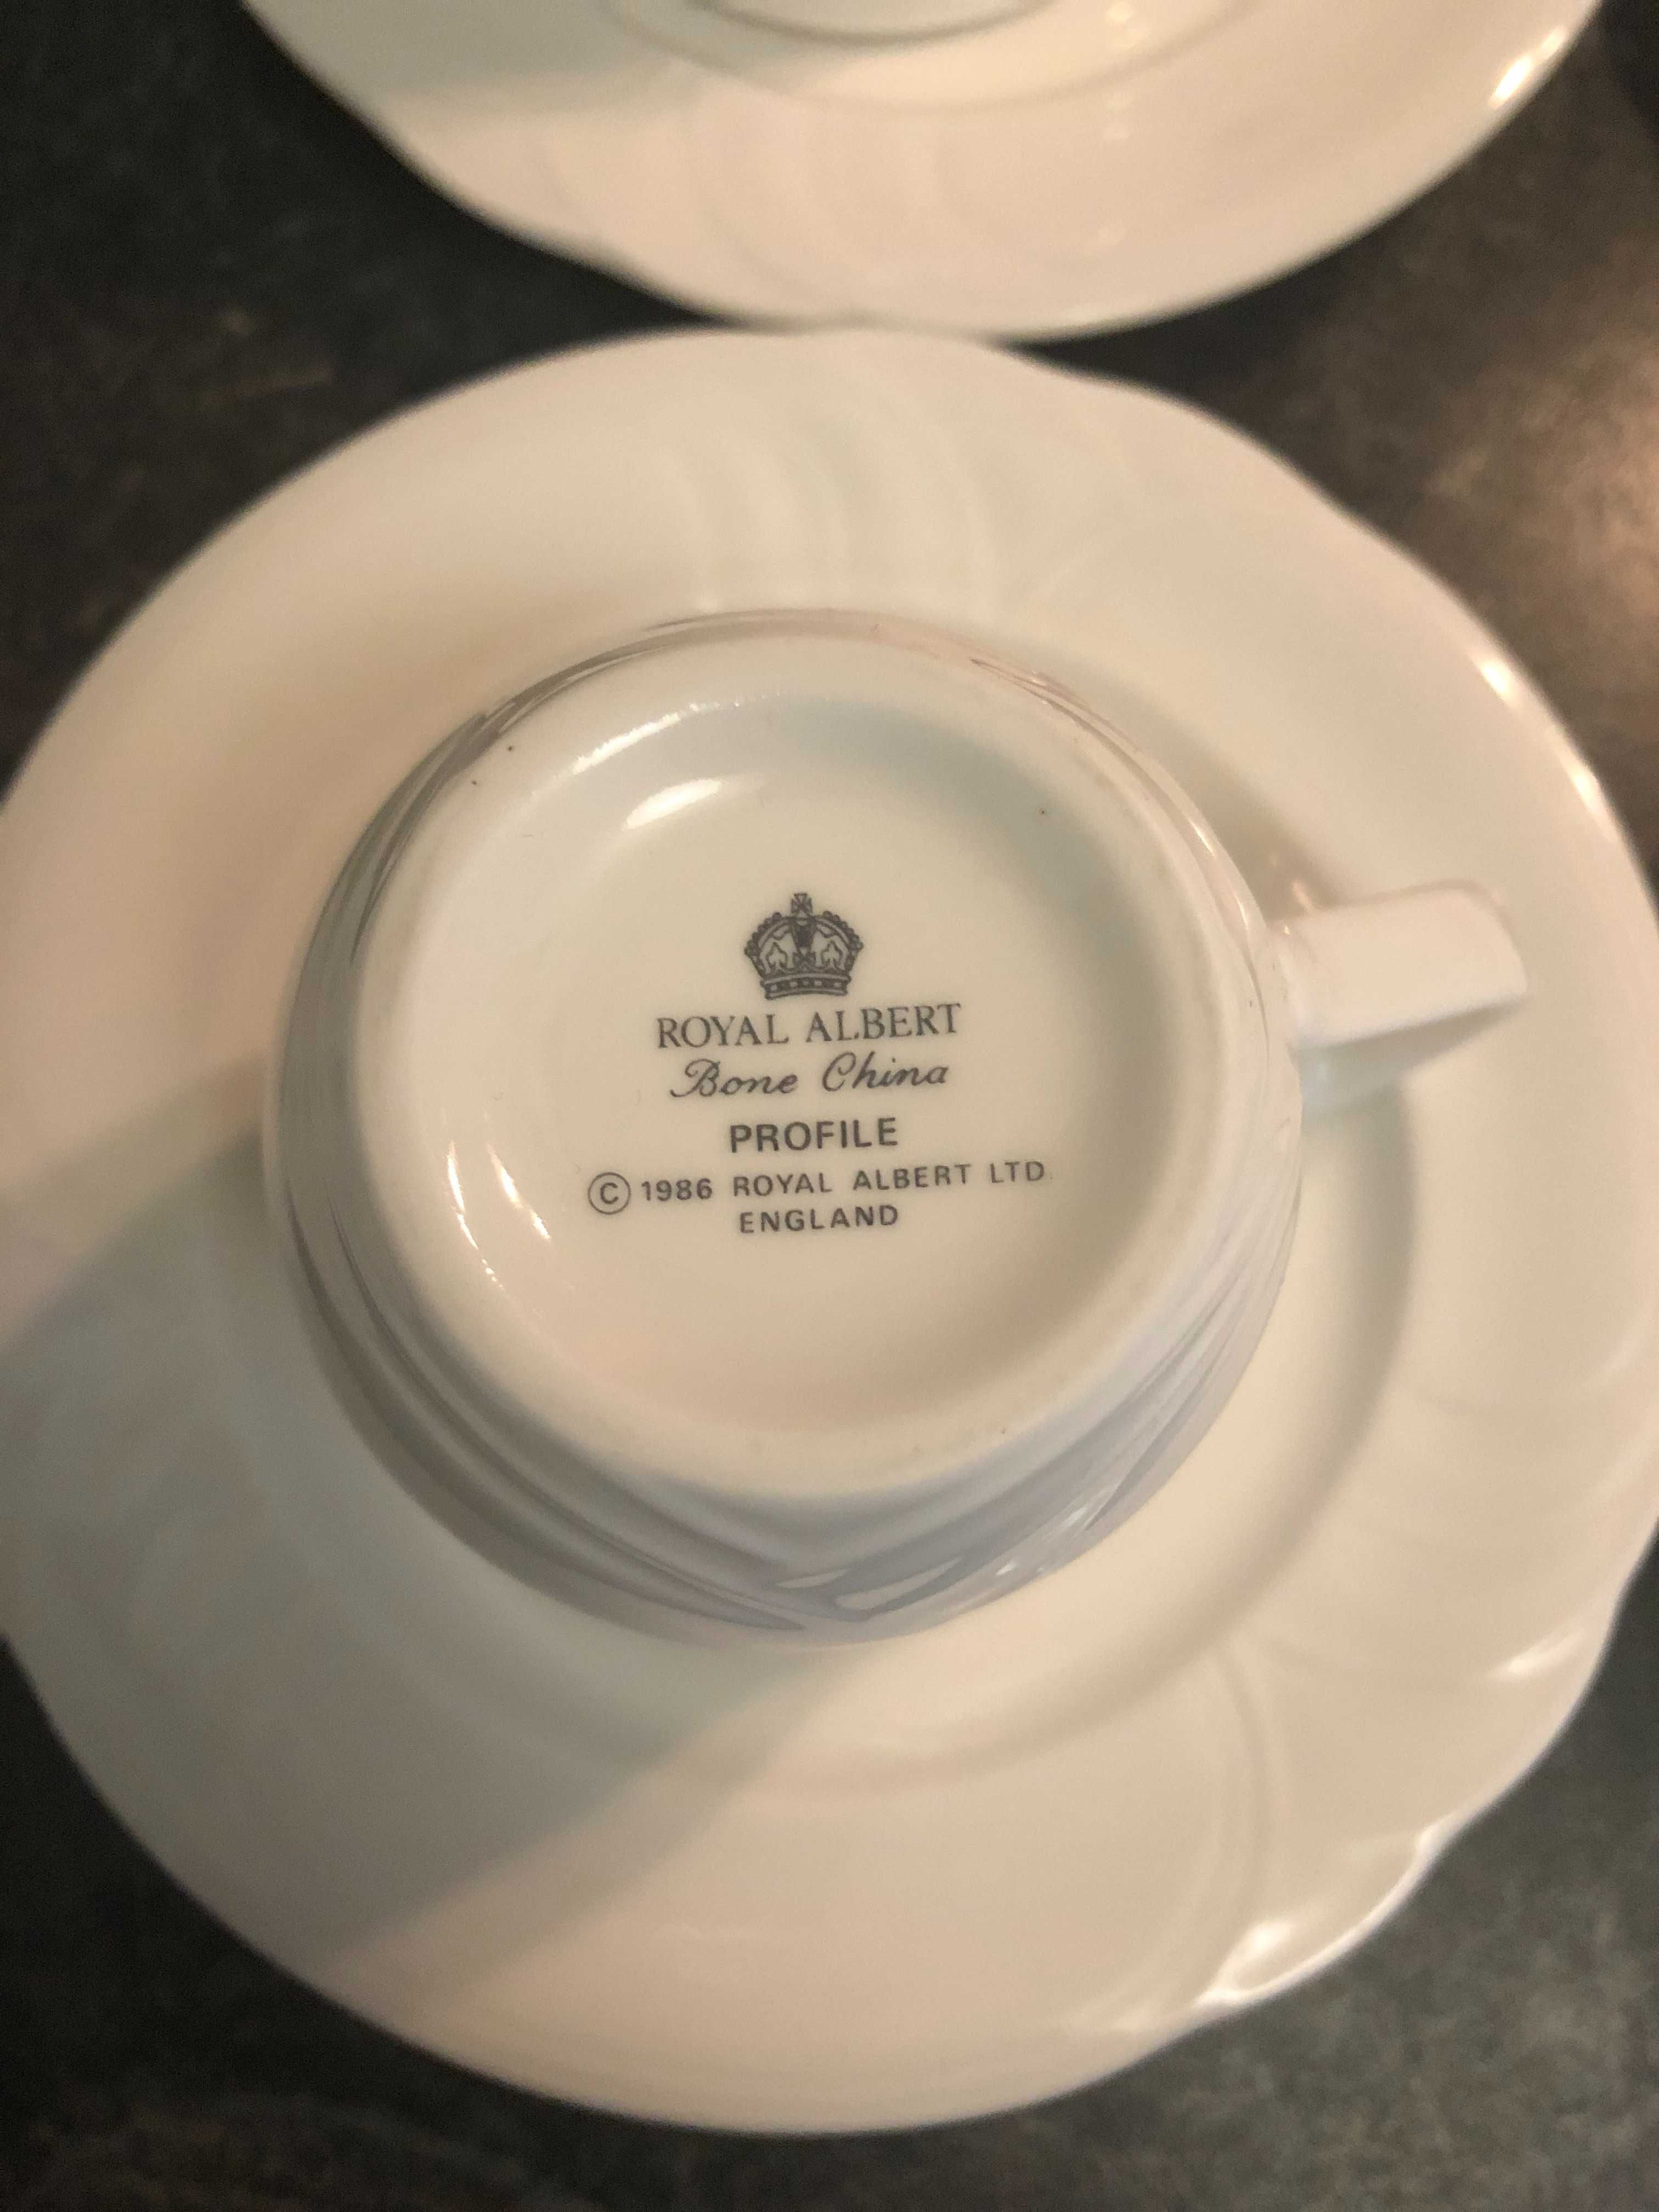 ROYAL ALBERT
Bone China
PROFILE
©1986 ROYAL ALBERT LTD
ENGLAND